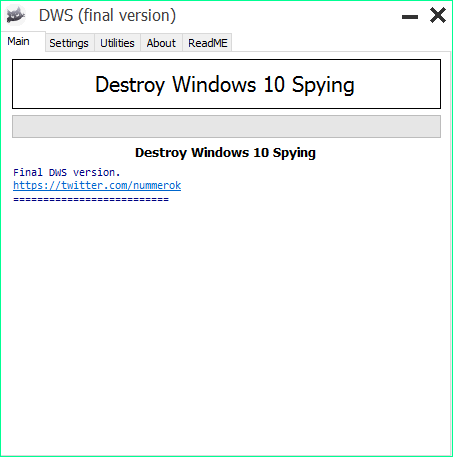 DWS (final version)
Main Settings Utilities About ReadME
Destroy Windows 10 Spying
Destroy Windows 10 Spying
Final DWS version.
https://twitter.com/nummerok
==========================